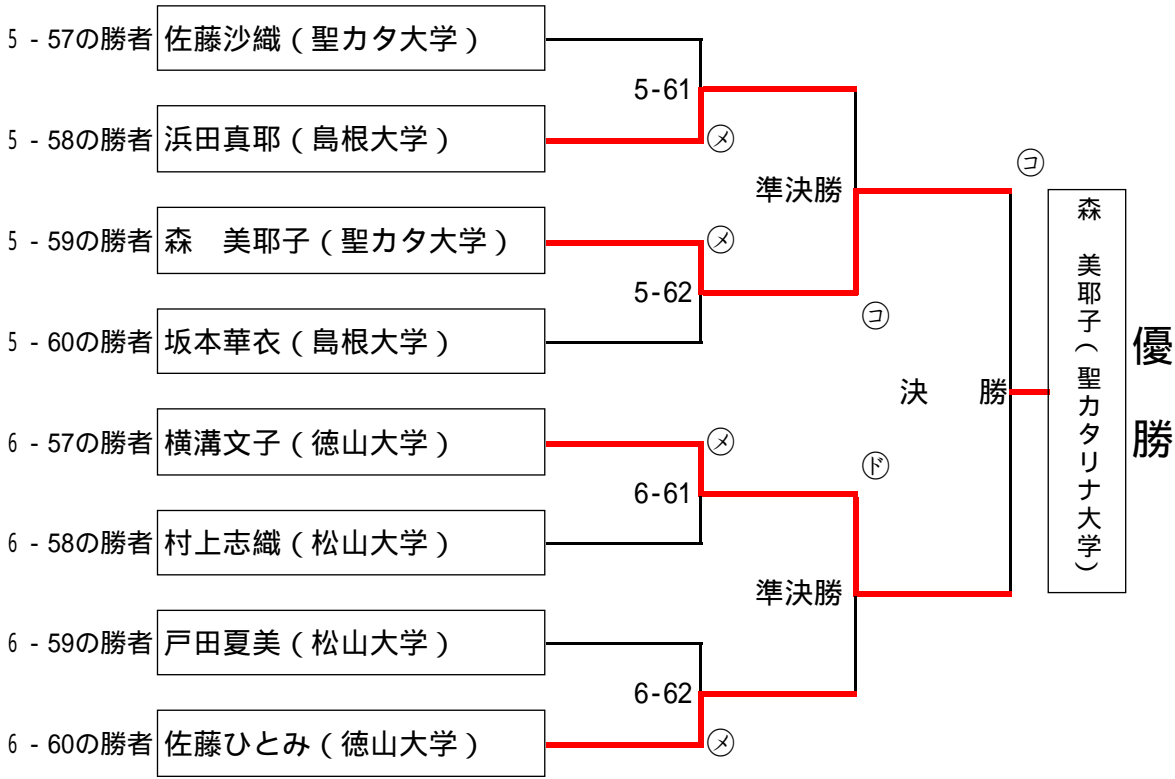 5 - 57の勝者 佐藤沙織（聖カタ大学）
5-61
5 - 58の勝者 浜田真耶（島根大学） ㋱
準決勝
㋙
5 - 59の勝者 森　美耶子（聖カタ大学） ㋱
5-62
㋙
5 - 60の勝者 坂本華衣（島根大学）
決　勝
森　美耶子（聖カタリナ大学）
優勝
6 - 57の勝者 横溝文子（徳山大学） ㋱
㋣゙
6-61
6 - 58の勝者 村上志織（松山大学）
準決勝
6 - 59の勝者 戸田夏美（松山大学）
6-62
6 - 60の勝者 佐藤ひとみ（徳山大学） ㋱